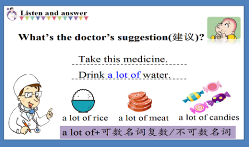 Listen and answer
What's the doctor's suggestion(建议)?
Take this medicine.
Drink a lot of water.
a lot of rice a lot of meat a lot of candies
a lot of+可数名词复数/不可数名词